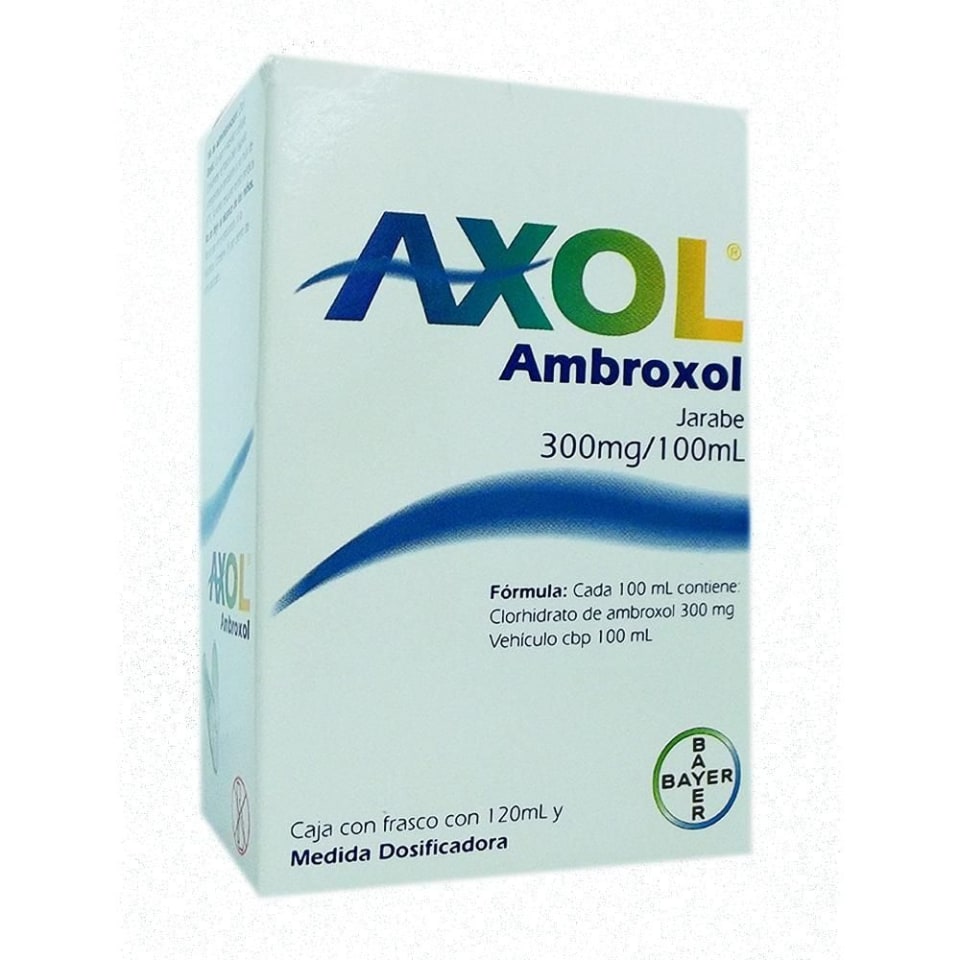 AXOL®
Ambroxol
Jarabe
300mg/100mL
Fórmula: Cada 100 mL contiene:
Clorhidrato de ambroxol 300 mg
Vehículo cbp 100 mL
BAYER
BAYER
Caja con frasco con 120mL y
Medida Dosificadora
AXOL
Ambroxol